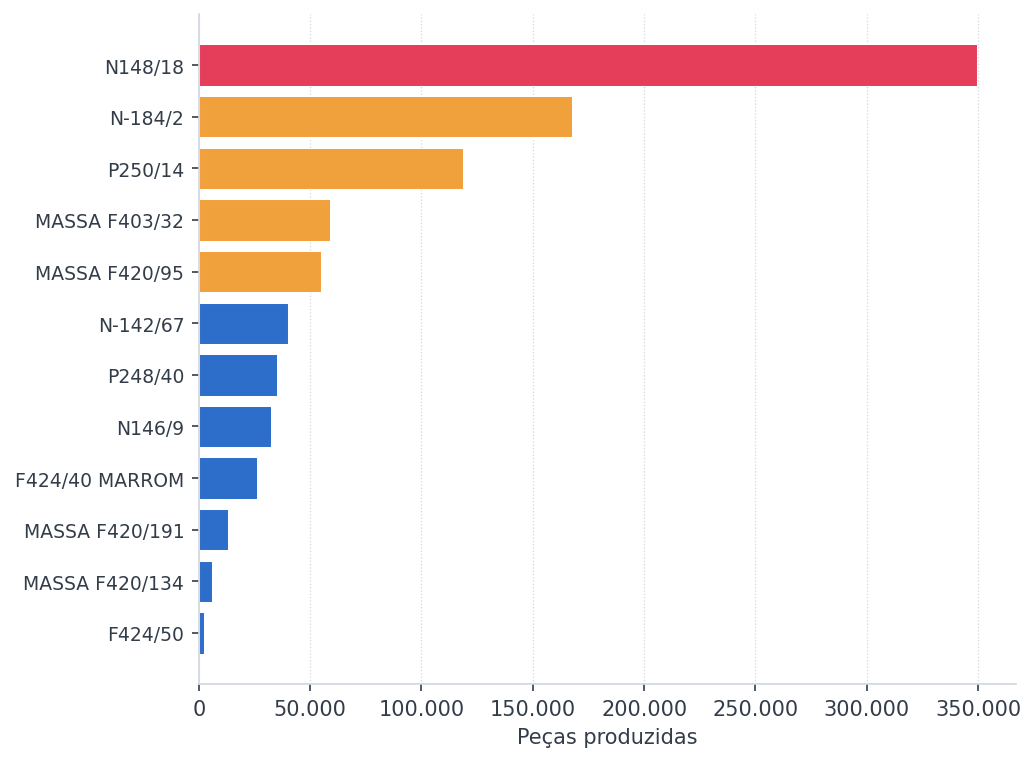 N148/18
N-184/2
P250/14
MASSA F403/32
MASSA F420/95
N-142/67
P248/40
N146/9
F424/40 MARROM
MASSA F420/191
MASSA F420/134
F424/50
0 50.000 100.000 150.000 200.000 250.000 300.000 350.000
Peças produzidas